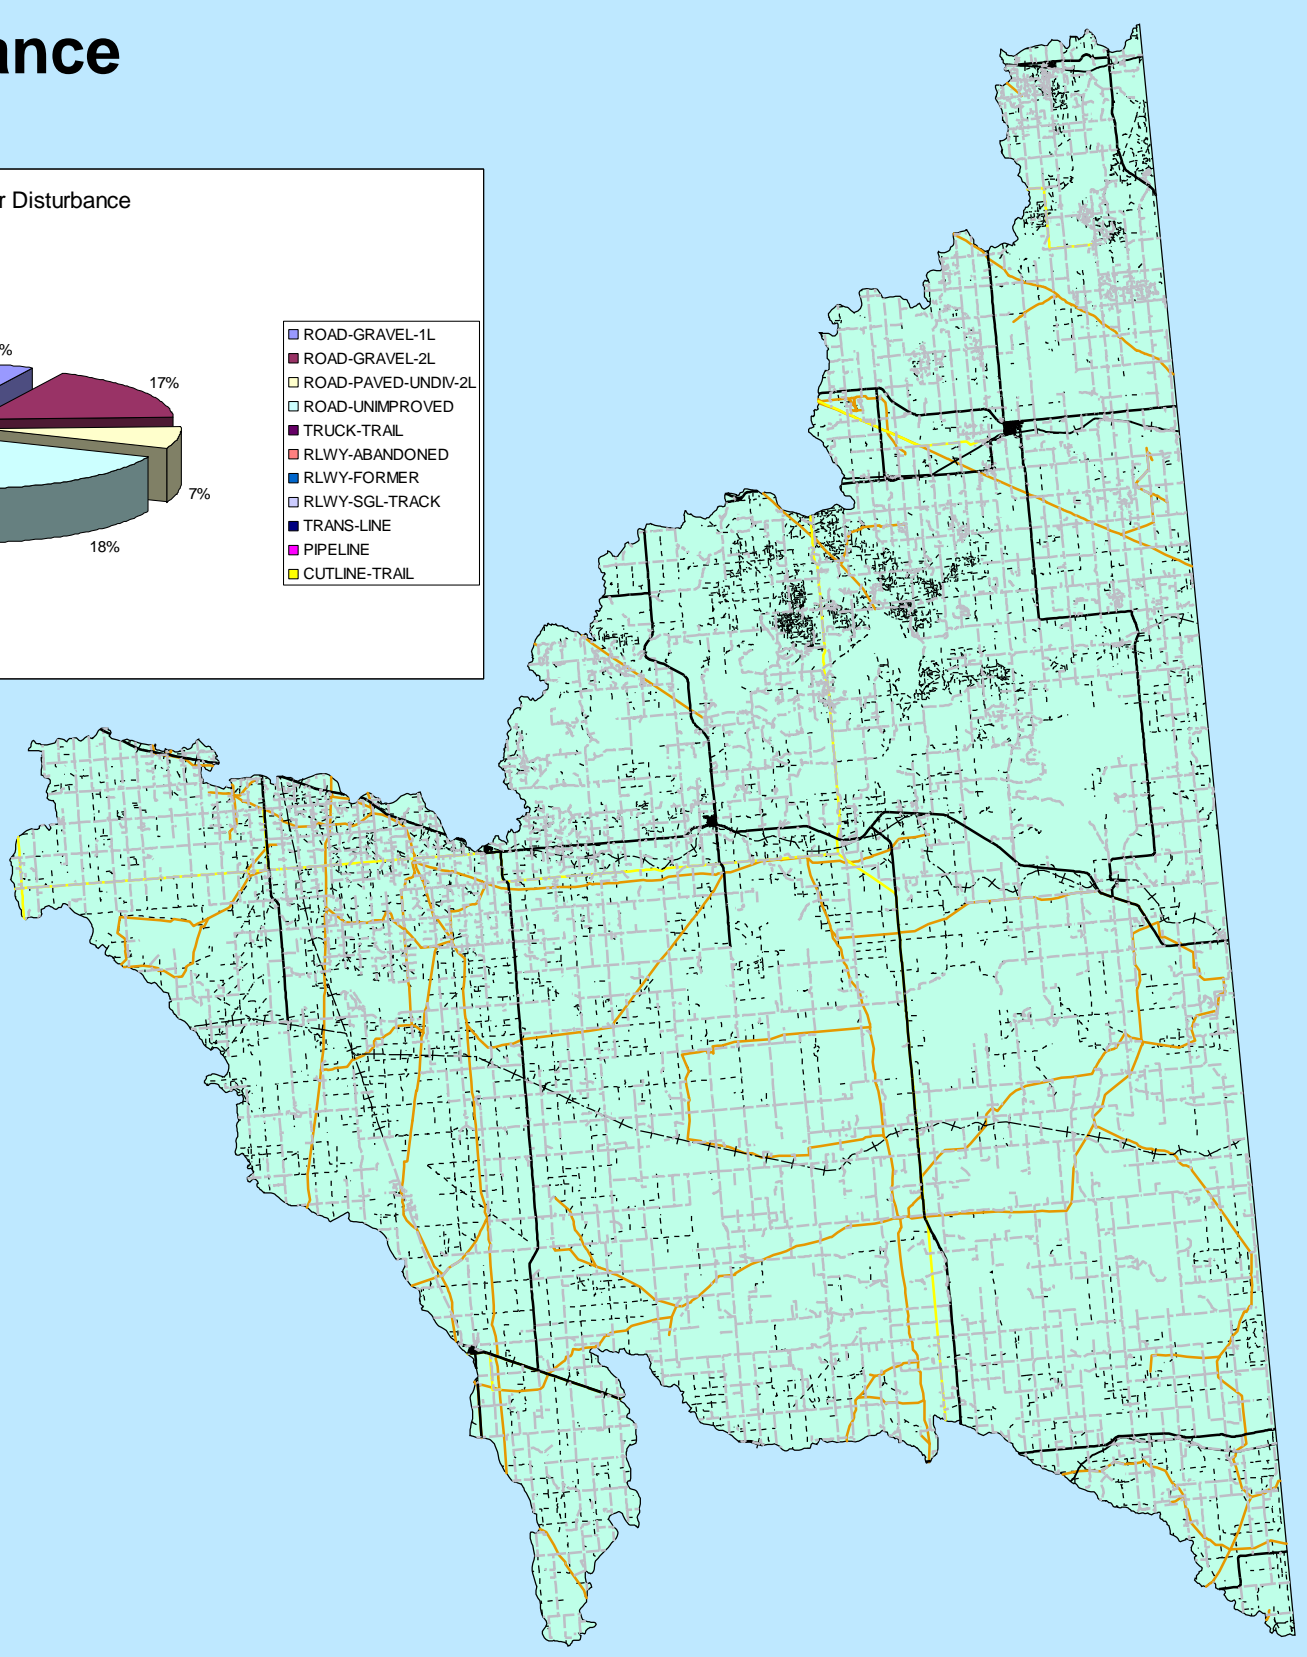 ance
r Disturbance
%
17%
7%
18%
ROAD-GRAVEL-1L
ROAD-GRAVEL-2L
ROAD-PAVED-UNDIV-2L
ROAD-UNIMPROVED
TRUCK-TRAIL
RLWY-ABANDONED
RLWY-FORMER
RLWY-SGL-TRACK
TRANS-LINE
PIPELINE
CUTLINE-TRAIL